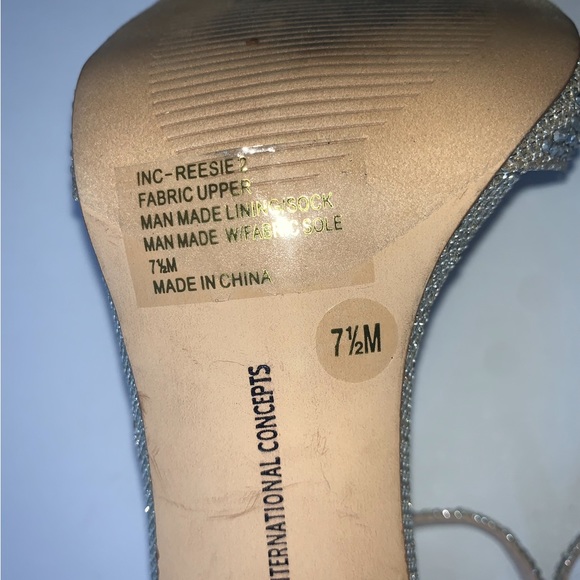 INC-REESIE 2
FABRIC UPPER
MAN MADE LINING/SOCK
MAN MADE W/FABRIC SOLE
7½M
MADE IN CHINA
7½M
NTERNATIONAL CONCEPTS